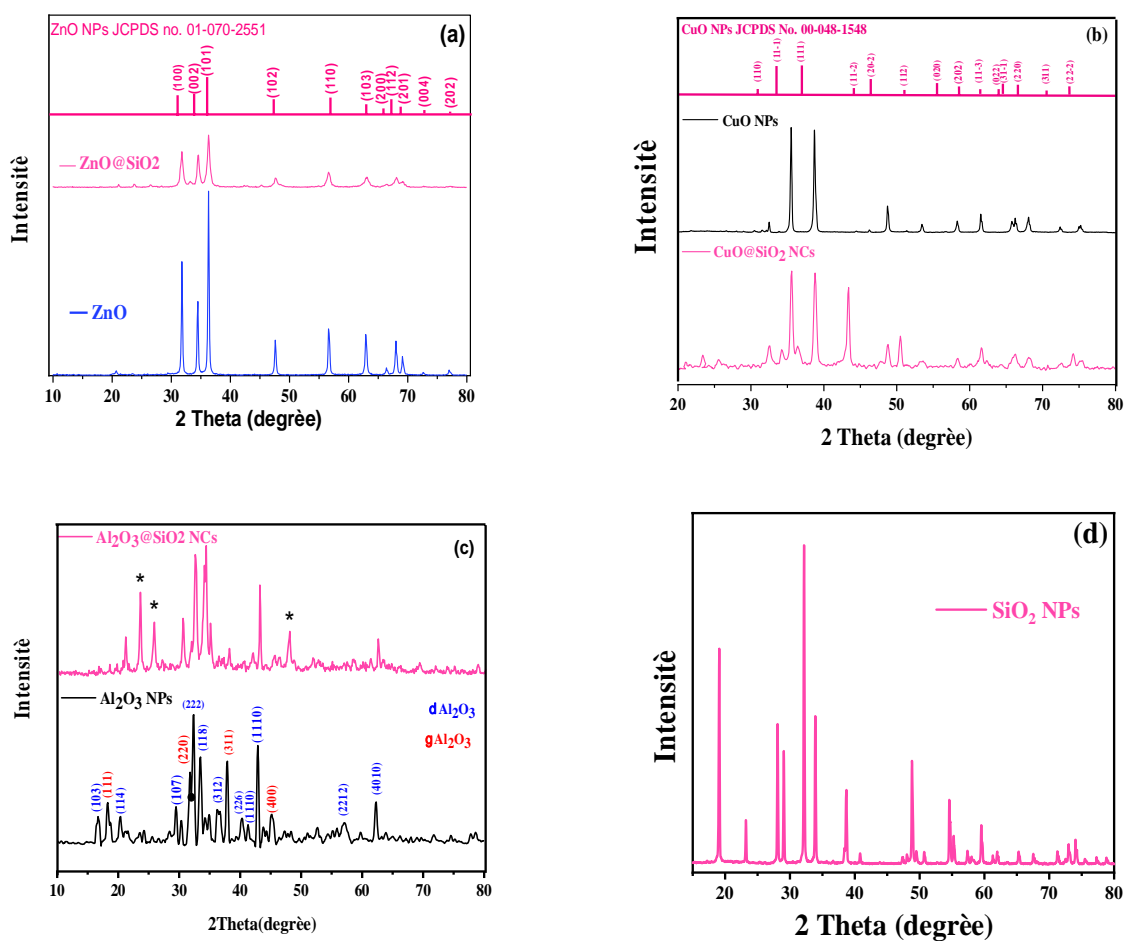 ZnO NPs JCPDS no. 01-070-2551
(a)
(100)
(002)
(101)
(102)
(110)
(103)
(200)
(112)
(201)
(004)
(202)
ZnO@SiO2
ZnO
Intensitè
10 20 30 40 50 60 70 80
2 Theta (degrèe)
CuO NPs JCPDS No. 00-048-1548
(b)
(110)
(11-1)
(111)
(11-2)
(20-2)
(112)
(020)
(202)
(11-3)
(022)
(31-1)
(220)
(311)
(22-2)
CuO NPs
CuO@SiO₂ NCs
Intensitè
20 30 40 50 60 70 80
2 Theta (degrèe)
Al₂O₃@SiO2 NCs
(c)
*
*
*
Al₂O₃ NPs
dAl₂O₃
gAl₂O₃
(103)
(111)
(114)
(107)
(220)
(222)
(118)
(312)
(311)
(226)
(1110)
(1110)
(400)
(2212)
(4010)
Intensitè
10 20 30 40 50 60 70 80
2Theta(degrèe)
(d)
SiO₂ NPs
Intensitè
20 30 40 50 60 70 80
2 Theta (degrèe)